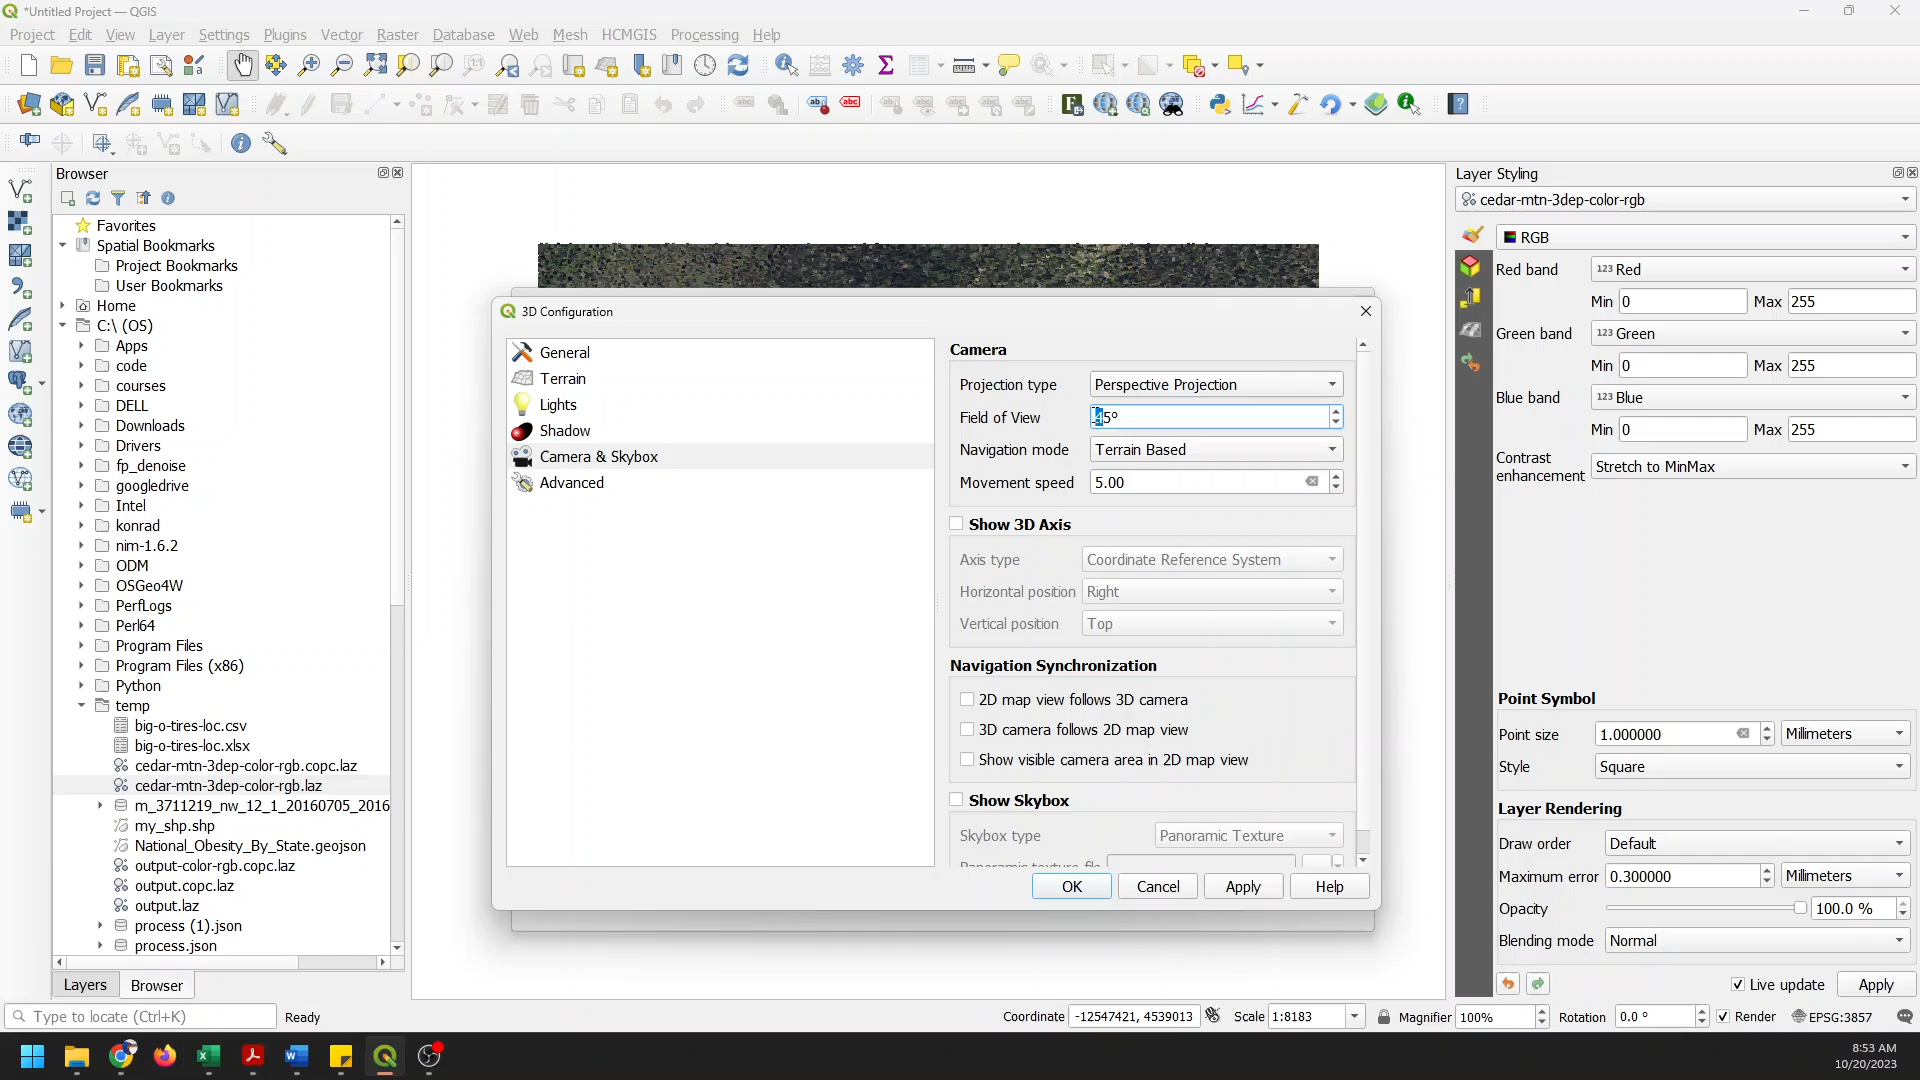 *Untitled Project — QGIS
Project Edit View Layer Settings Plugins Vector Raster Database Web Mesh HCMGIS Processing Help
Browser
Favorites
Spatial Bookmarks
Project Bookmarks
User Bookmarks
Home
C:\ (OS)
Apps
code
courses
DELL
Downloads
Drivers
fp_denoise
googledrive
Intel
konrad
nim-1.6.2
ODM
OSGeo4W
PerfLogs
Perl64
Program Files
Program Files (x86)
Python
temp
big-o-tires-loc.csv
big-o-tires-loc.xlsx
cedar-mtn-3dep-color-rgb.copc.laz
cedar-mtn-3dep-color-rgb.laz
m_3711219_nw_12_1_20160705_2016
my_shp.shp
National_Obesity_By_State.geojson
output-color-rgb.copc.laz
output.copc.laz
output.laz
process (1).json
process.json
Layers Browser
3D Configuration
General
Terrain
Lights
Shadow
Camera & Skybox
Advanced
Camera
Projection type Perspective Projection
Field of View 45°
Navigation mode Terrain Based
Movement speed 5.00
Show 3D Axis
Axis type Coordinate Reference System
Horizontal position Right
Vertical position Top
Navigation Synchronization
2D map view follows 3D camera
3D camera follows 2D map view
Show visible camera area in 2D map view
Show Skybox
Skybox type Panoramic Texture
Panoramic texture file
OK Cancel Apply Help
Layer Styling
cedar-mtn-3dep-color-rgb
RGB
Red band 123 Red
Min 0 Max 255
Green band 123 Green
Min 0 Max 255
Blue band 123 Blue
Min 0 Max 255
Contrast
enhancement Stretch to MinMax
Point Symbol
Point size 1.000000 Millimeters
Style Square
Layer Rendering
Draw order Default
Maximum error 0.300000 Millimeters
Opacity 100.0 %
Blending mode Normal
Live update Apply
Type to locate (Ctrl+K) Ready Coordinate -12547421, 4539013 Scale 1:8183 Magnifier 100% Rotation 0.0 ° Render EPSG:3857
8:53 AM
10/20/2023